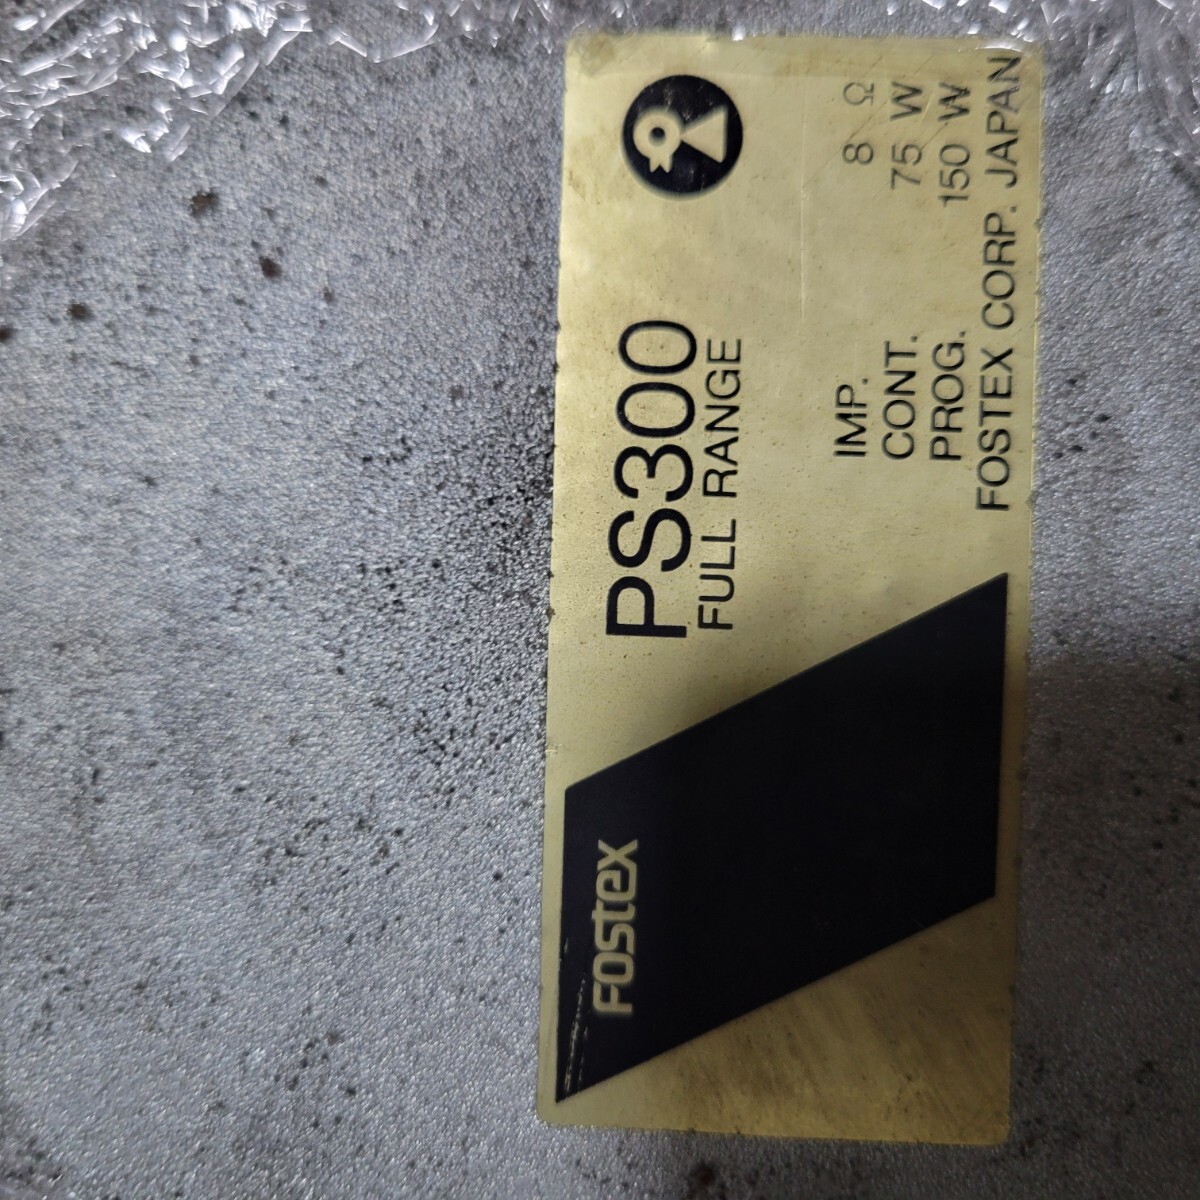 Fostex
PS300
FULL RANGE
IMP. 8 Ω
CONT. 75 W
PROG. 150 W
FOSTEX CORP. JAPAN